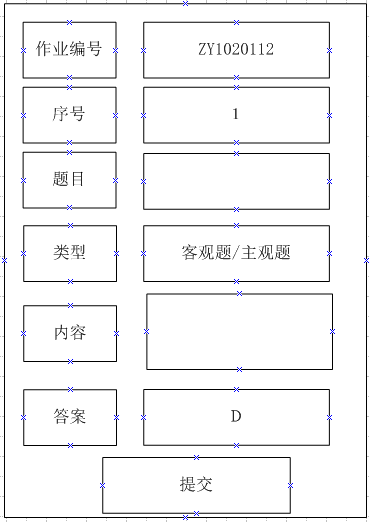 作业编号 ZY1020112
序号 1
题目
类型 客观题/主观题
内容
答案 D
提交